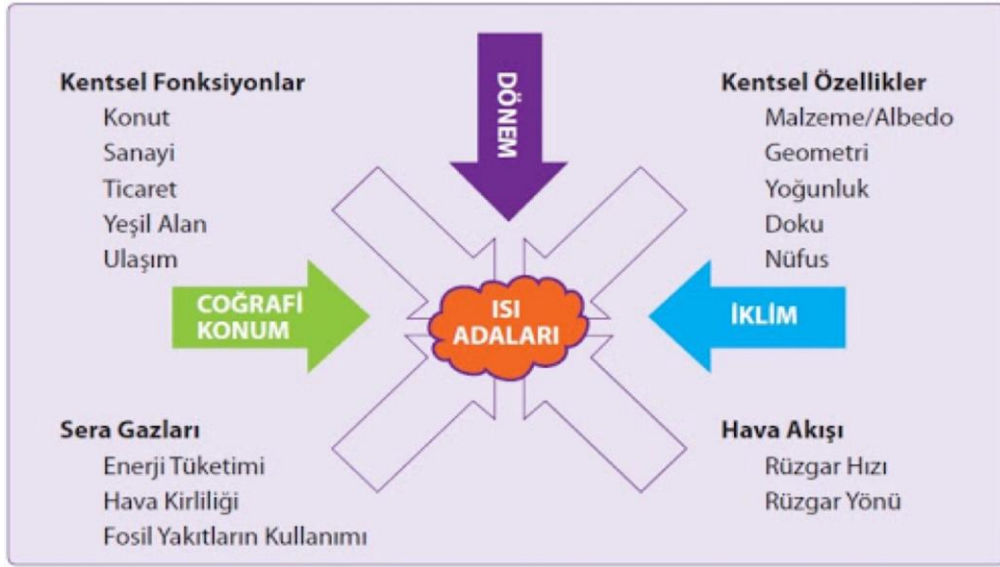 DÖNEM
Kentsel Fonksiyonlar
Konut
Sanayi
Ticaret
Yeşil Alan
Ulaşım
Kentsel Özellikler
Malzeme/Albedo
Geometri
Yoğunluk
Doku
Nüfus
COĞRAFİ
KONUM
ISI
ADALARI
İKLİM
Sera Gazları
Enerji Tüketimi
Hava Kirliliği
Fosil Yakıtların Kullanımı
Hava Akışı
Rüzgar Hızı
Rüzgar Yönü